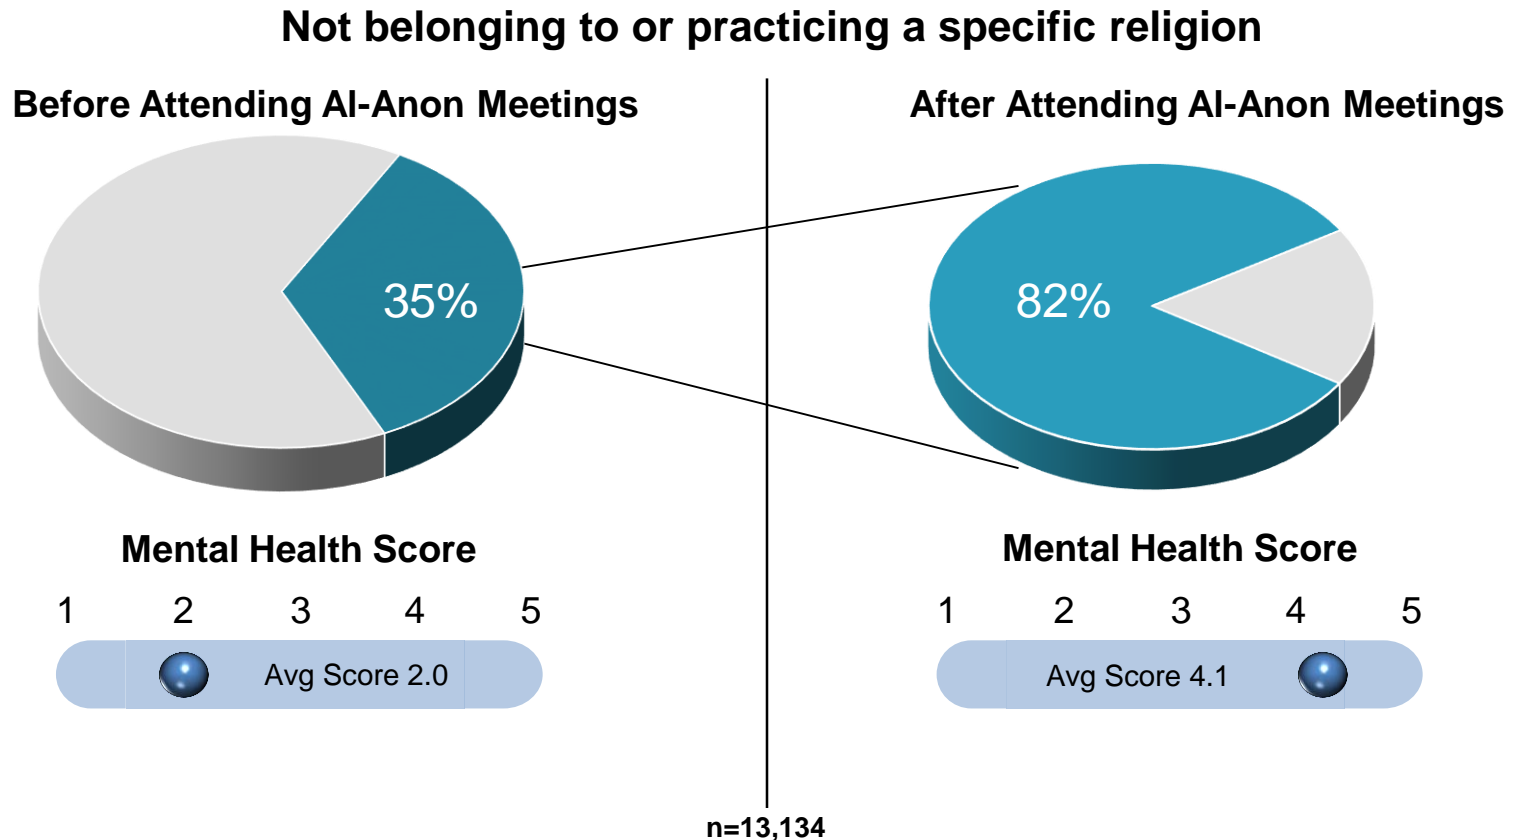 Not belonging to or practicing a specific religion
Before Attending Al-Anon Meetings
After Attending Al-Anon Meetings
35%
82%
Mental Health Score
Mental Health Score
1 2 3 4 5
1 2 3 4 5
Avg Score 2.0
Avg Score 4.1
n=13,134